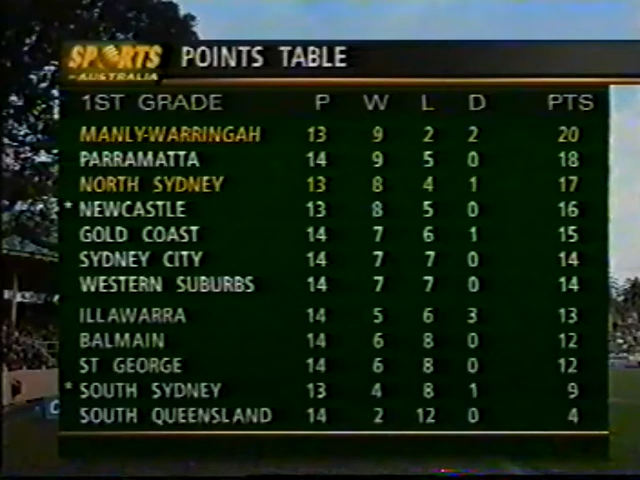 SPORTS POINTS TABLE
AUSTRALIA
1ST GRADE P W L D PTS
MANLY-WARRINGAH 13 9 2 2 20
PARRAMATTA 14 9 5 0 18
NORTH SYDNEY 13 8 4 1 17
* NEWCASTLE 13 8 5 0 16
GOLD COAST 14 7 6 1 15
SYDNEY CITY 14 7 7 0 14
WESTERN SUBURBS 14 7 7 0 14
ILLAWARRA 14 5 6 3 13
BALMAIN 14 6 8 0 12
ST GEORGE 14 6 8 0 12
* SOUTH SYDNEY 13 4 8 1 9
SOUTH QUEENSLAND 14 2 12 0 4